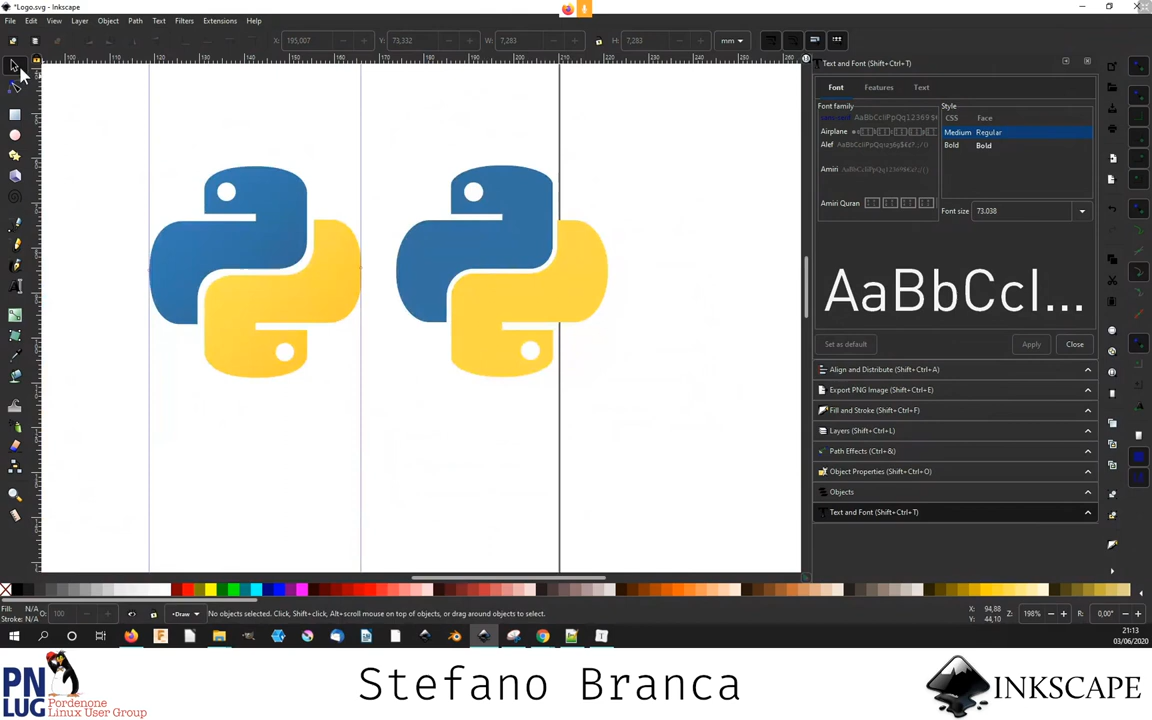 *Logo.svg - Inkscape
File Edit View Layer Object Path Text Filters Extensions Help
X: 195,007 Y: 73,332 W: 7,283 H: 7,283 mm
Text and Font (Shift+Ctrl+T)
Font Features Text
Font family Style
CSS Face
Airplane
Medium Regular
Alef
Bold Bold
Amiri
Amiri Quran
Font size 73.038
AaBbCcI...
Set as default Apply Close
Align and Distribute (Shift+Ctrl+A)
Export PNG Image (Shift+Ctrl+E)
Fill and Stroke (Shift+Ctrl+F)
Layers (Shift+Ctrl+L)
Path Effects (Ctrl+&)
Object Properties (Shift+Ctrl+O)
Objects
Text and Font (Shift+Ctrl+T)
Fill: N/A
Stroke: N/A
O: 100
•Draw
No objects selected. Click, Shift+click, Alt+scroll mouse on top of objects, or drag around objects to select.
X: 94,88
Y: 44,10
Z: 198%
R: 0,00°
21:13
03/06/2020
PN LUG
Pordenone
Linux User Group
Stefano Branca
INKSCAPE